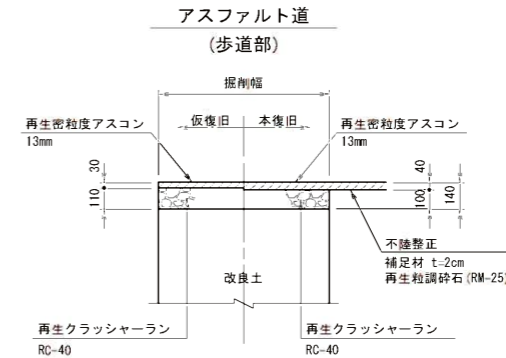 アスファルト道
(歩道部)
掘削幅
仮復旧
本復旧
再生密粒度アスコン
13mm
再生密粒度アスコン
13mm
30
110
40
100
140
不陸整正
補足材 t=2cm
再生粒調砕石(RM-25)
改良土
再生クラッシャーラン
RC-40
再生クラッシャーラン
RC-40